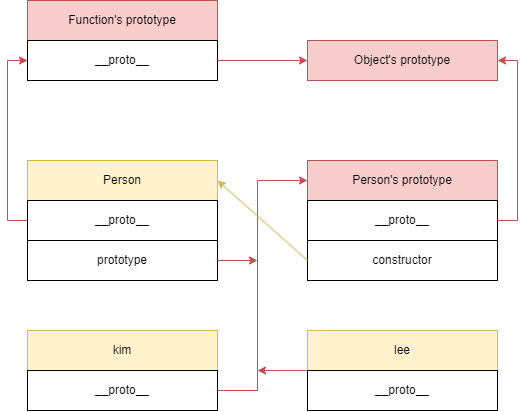 Function's prototype
__proto__
Object's prototype
Person
__proto__
prototype
Person's prototype
__proto__
constructor
kim
__proto__
lee
__proto__